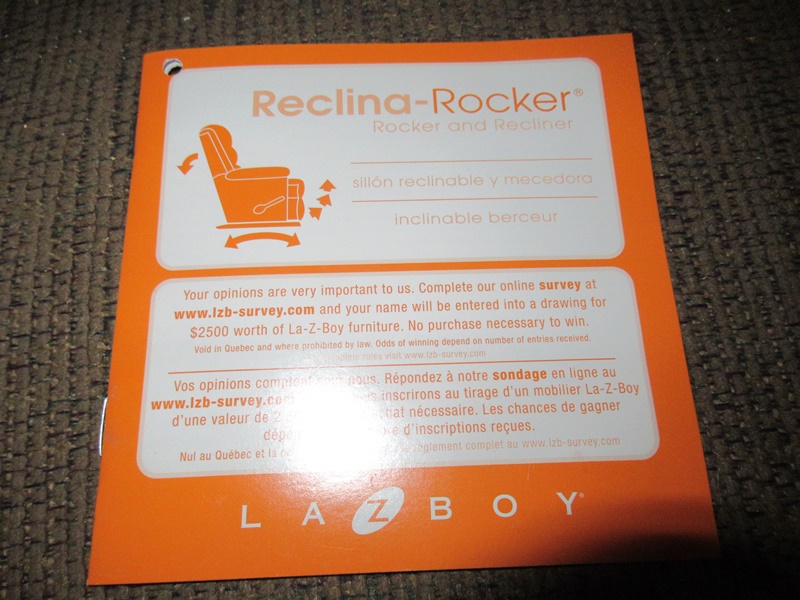 Reclina-Rocker®
Rocker and Recliner
sillón reclinable y mecedora
inclinable berceur
Your opinions are very important to us. Complete our online survey at
www.lzb-survey.com and your name will be entered into a drawing for
$2500 worth of La-Z-Boy furniture. No purchase necessary to win.
Void in Quebec and where prohibited by law. Odds of winning depend on number of entries received.
rules visit www.lzb-survey.com
Vos opinions comptent pour nous. Répondez à notre sondage en ligne au
www.lzb-survey.com inscrirons au tirage d'un mobilier La-Z-Boy
d'une valeur de nécessaire. Les chances de gagner
d'inscriptions reçues.
Nul au Québec et là règlement complet au www.lzb-survey.com
LAZBOY®